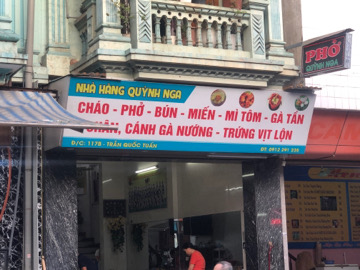 NHÀ HÀNG QUỲNH NGA
CHÁO - PHỞ - BÚN - MIẾN - MÌ TÔM - GÀ TẦN
CHÂN, CÁNH GÀ NƯỚNG - TRỨNG VỊT LỘN
Đ/C: 117B - TRẦN QUỐC TUẤN
PHỞ
QUỲNH NGA